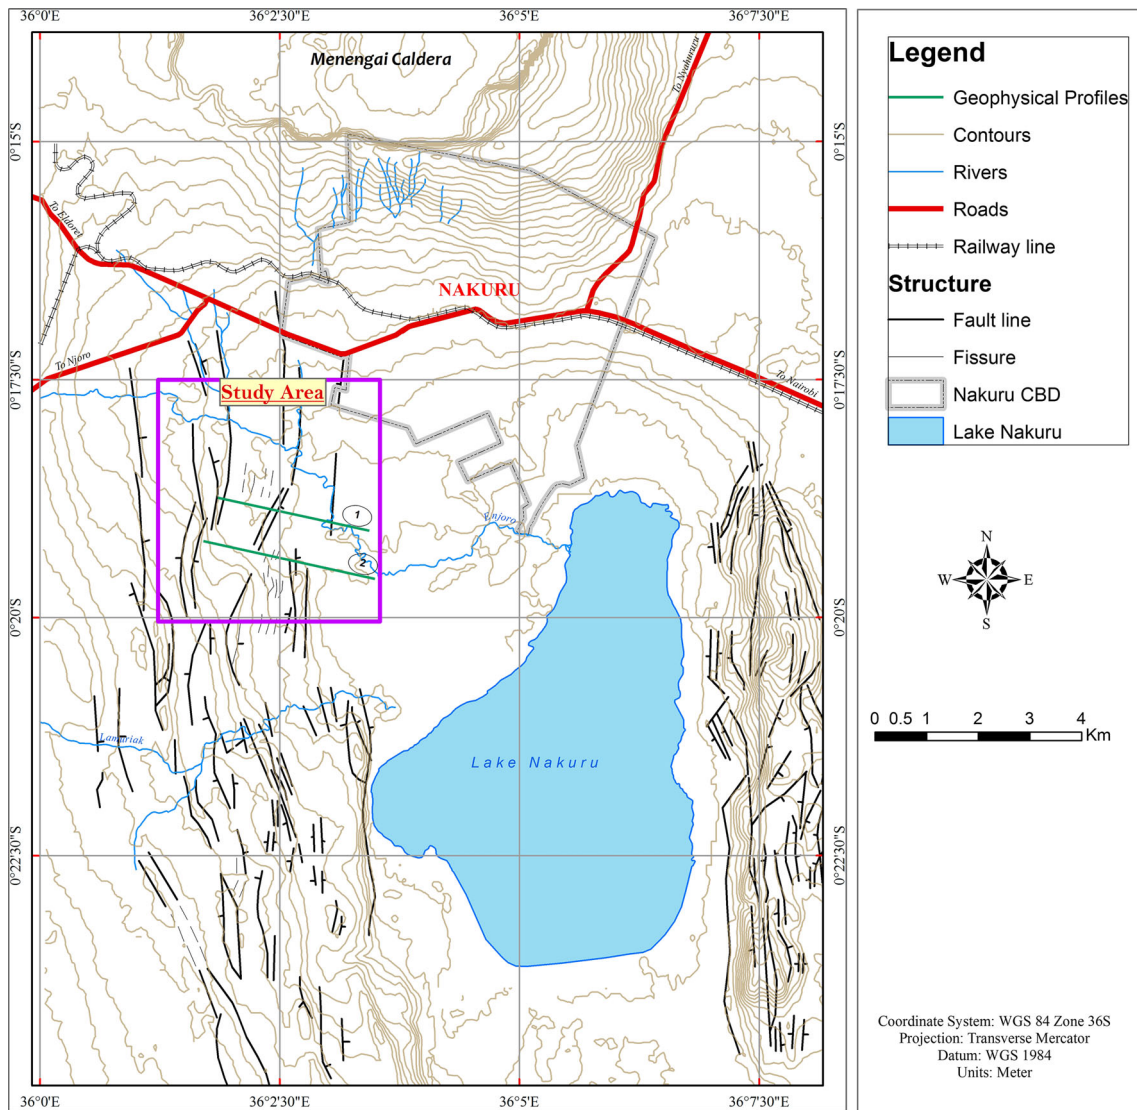 36°0'E 36°2'30"E 36°5'E 36°7'30"E
Menengai Caldera
To Nyahururu
0°15'S 0°15'S
To Eldoret
NAKURU
To Njoro
To Nairobi
0°17'30"S 0°17'30"S
Study Area
1
Enjoro
2
0°20'S 0°20'S
Lamuriak
Lake Nakuru
0°22'30"S 0°22'30"S
36°0'E 36°2'30"E 36°5'E 36°7'30"E
Legend
Geophysical Profiles
Contours
Rivers
Roads
Railway line
Structure
Fault line
Fissure
Nakuru CBD
Lake Nakuru
N
W E
S
0 0.5 1 2 3 4 Km
Coordinate System: WGS 84 Zone 36S
Projection: Transverse Mercator
Datum: WGS 1984
Units: Meter